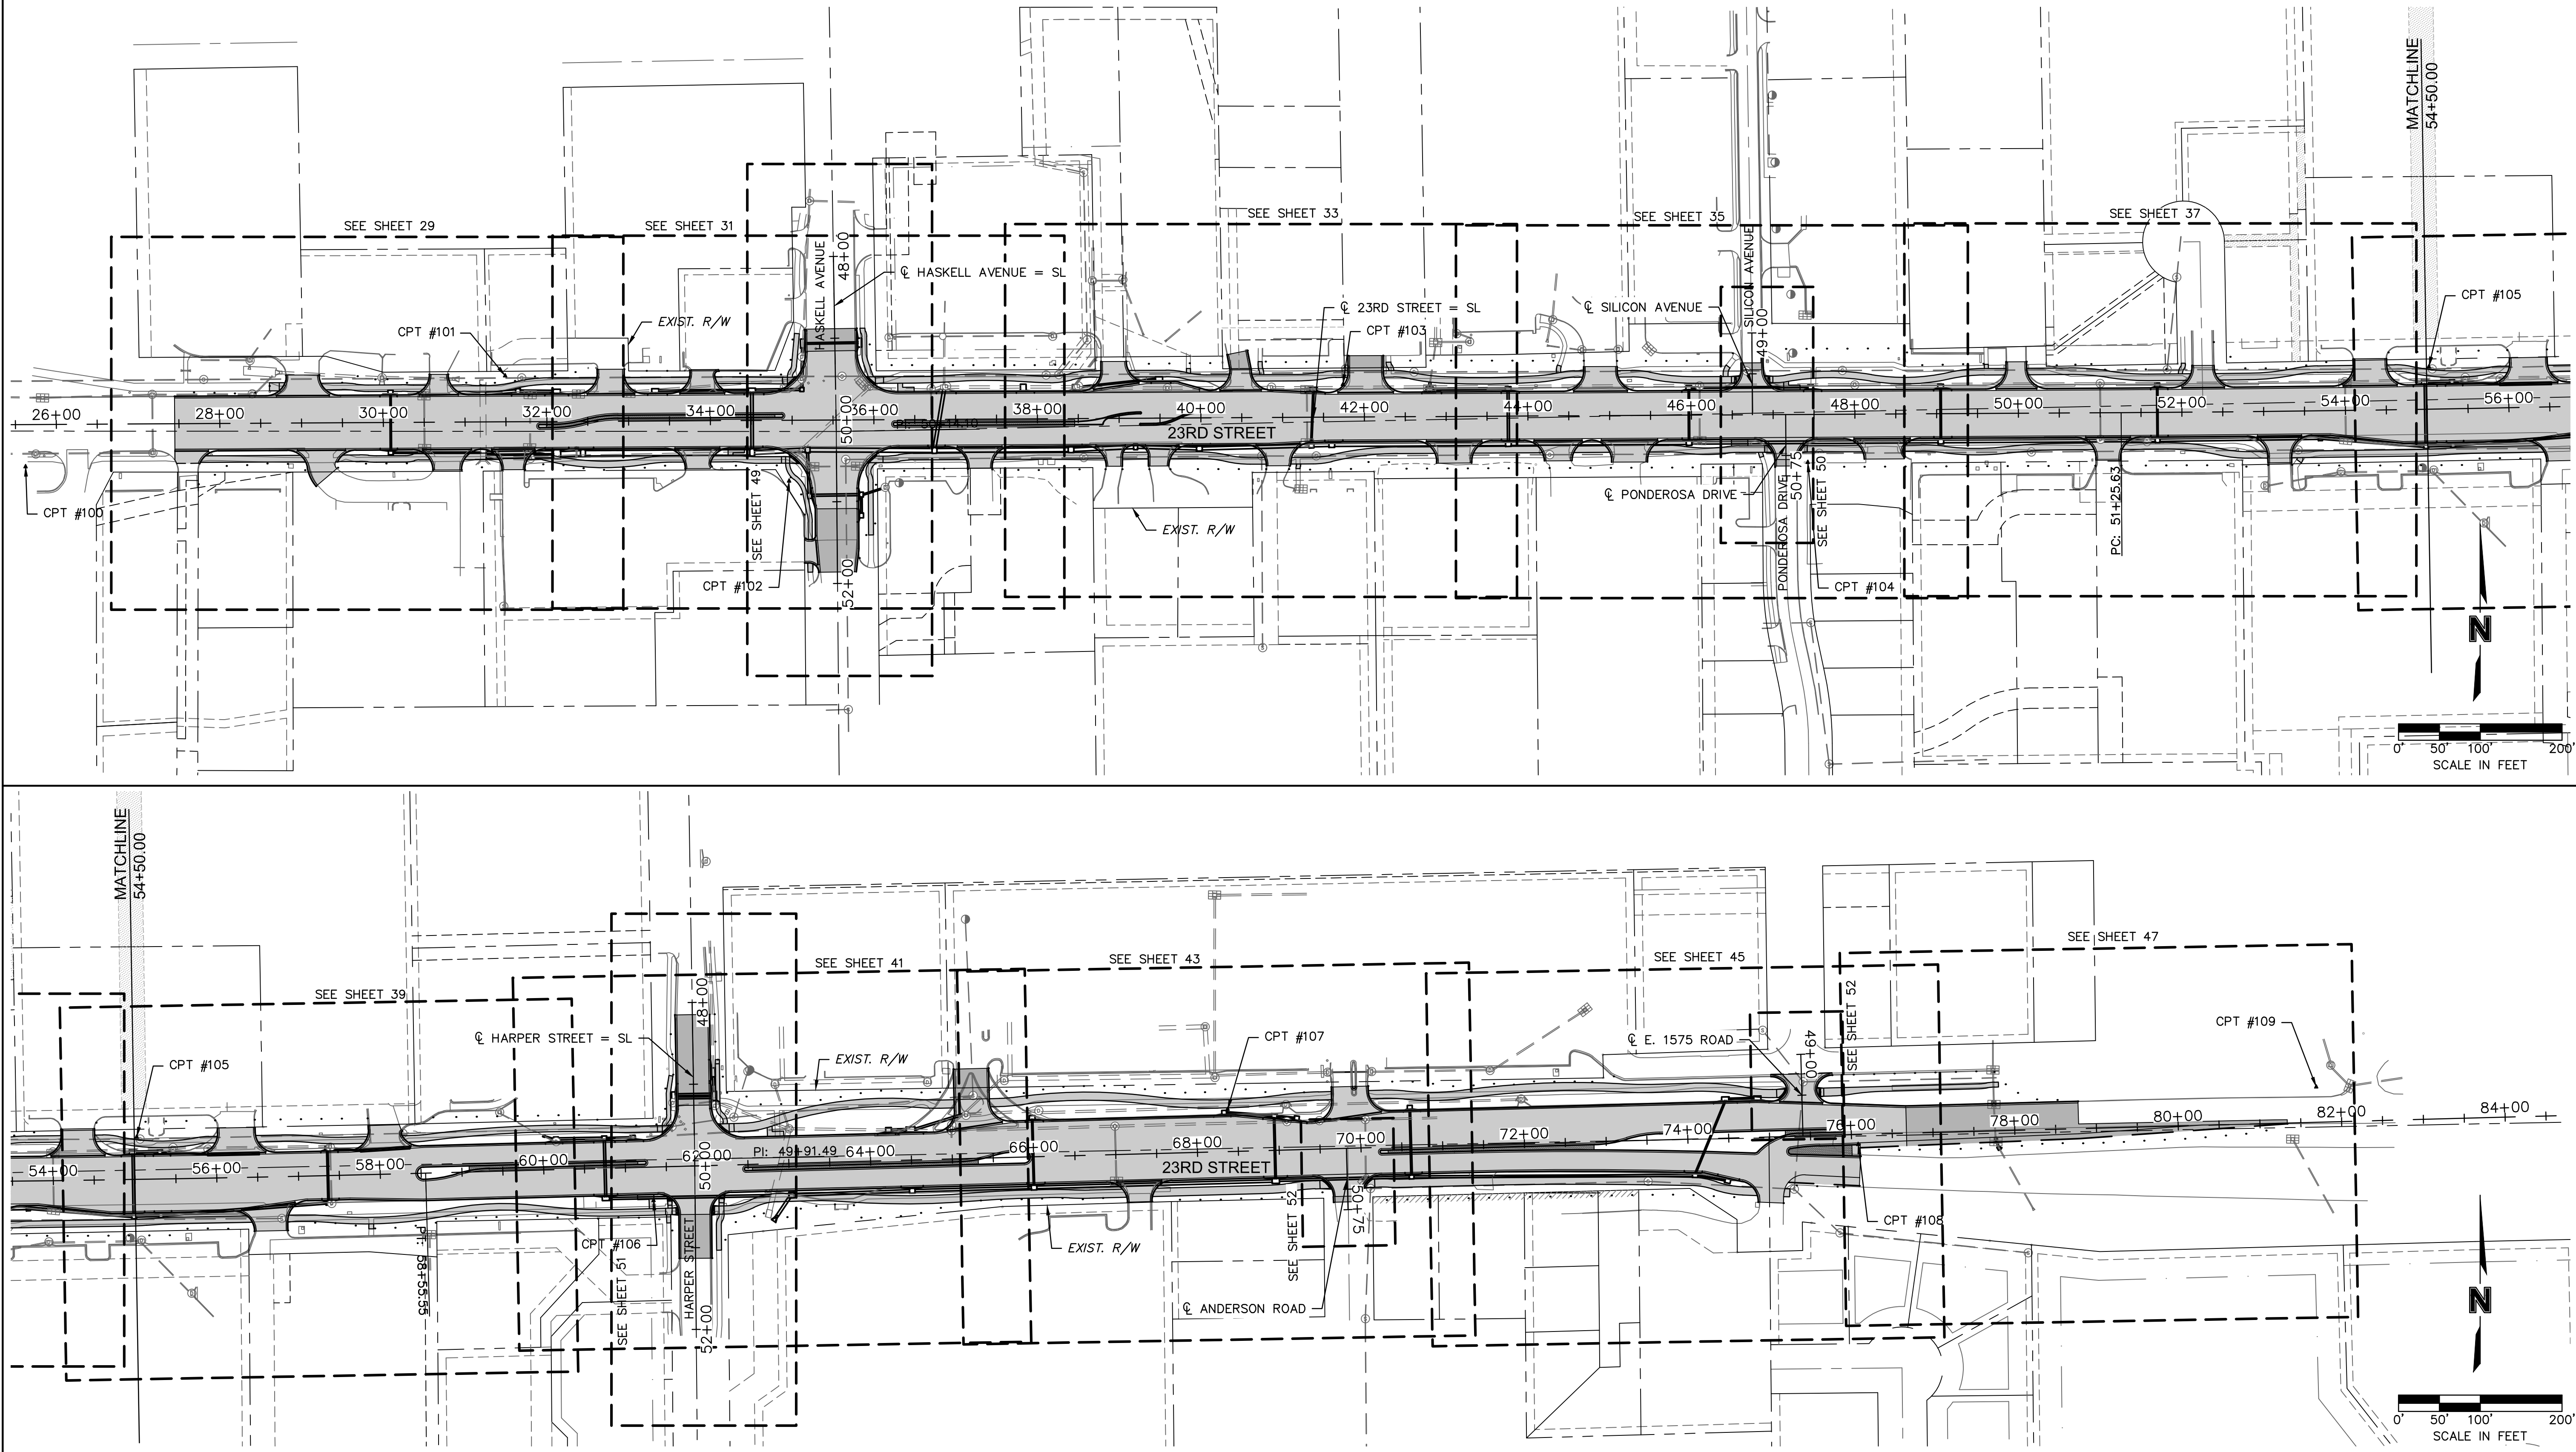 MATCHLINE
54+50.00
SEE SHEET 29
SEE SHEET 31
SEE SHEET 33
SEE SHEET 35
SEE SHEET 37
HASKELL AVENUE
48+00
℄ HASKELL AVENUE = SL
SILICON AVENUE
49+00
CPT #101
EXIST. R/W
℄ 23RD STREET = SL
CPT #103
℄ SILICON AVENUE
CPT #105
26+00
28+00
30+00
32+00
34+00
36+00
38+00
40+00
42+00
44+00
46+00
48+00
50+00
52+00
54+00
56+00
50+00
23RD STREET
CPT #100
SEE SHEET 49
CPT #102
52+00
EXIST. R/W
℄ PONDEROSA DRIVE
PONDEROSA DRIVE
50+75
SEE SHEET 50
CPT #104
PC: 51+25.63
N
0'
50'
100'
200'
SCALE IN FEET
MATCHLINE
54+50.00
SEE SHEET 39
SEE SHEET 41
SEE SHEET 43
SEE SHEET 45
SEE SHEET 47
48+00
℄ HARPER STREET = SL
EXIST. R/W
CPT #105
CPT #107
℄ E. 1575 ROAD
49+00
SEE SHEET 52
CPT #109
54+00
56+00
58+00
60+00
62+00
PI: 49+91.49
64+00
66+00
68+00
70+00
72+00
74+00
76+00
78+00
80+00
82+00
84+00
50+00
23RD STREET
PT: 58+55.55
CPT #106
SEE SHEET 51
HARPER STREET
52+00
EXIST. R/W
SEE SHEET 52
50+75
℄ ANDERSON ROAD
CPT #108
N
0'
50'
100'
200'
SCALE IN FEET